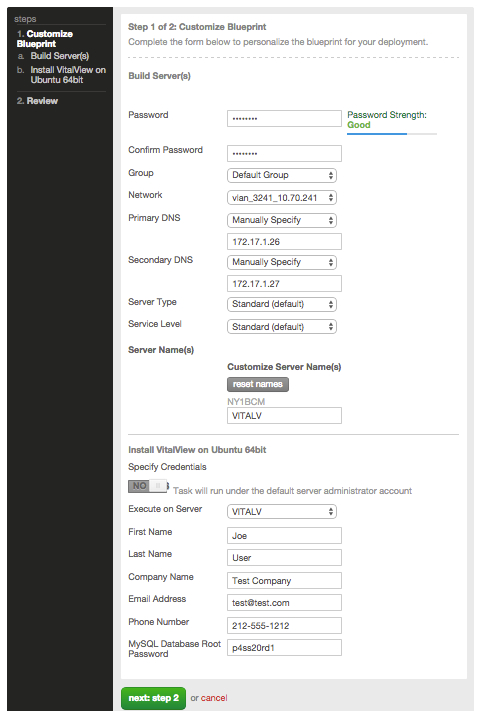 steps
1. Customize
Blueprint
a. Build Server(s)
b. Install VitalView on
Ubuntu 64bit
2. Review
Step 1 of 2: Customize Blueprint
Complete the form below to personalize the blueprint for your deployment.
Build Server(s)
Password
••••••••
Password Strength:
Good
Confirm Password
••••••••
Group
Default Group
Network
vlan_3241_10.70.241
Primary DNS
Manually Specify
172.17.1.26
Secondary DNS
Manually Specify
172.17.1.27
Server Type
Standard (default)
Service Level
Standard (default)
Server Name(s)
Customize Server Name(s)
reset names
NY1BCM
VITALV
Install VitalView on Ubuntu 64bit
Specify Credentials
NO
Task will run under the default server administrator account
Execute on Server
VITALV
First Name
Joe
Last Name
User
Company Name
Test Company
Email Address
test@test.com
Phone Number
212-555-1212
MySQL Database Root
Password
p4ss20rd1
next: step 2 or cancel